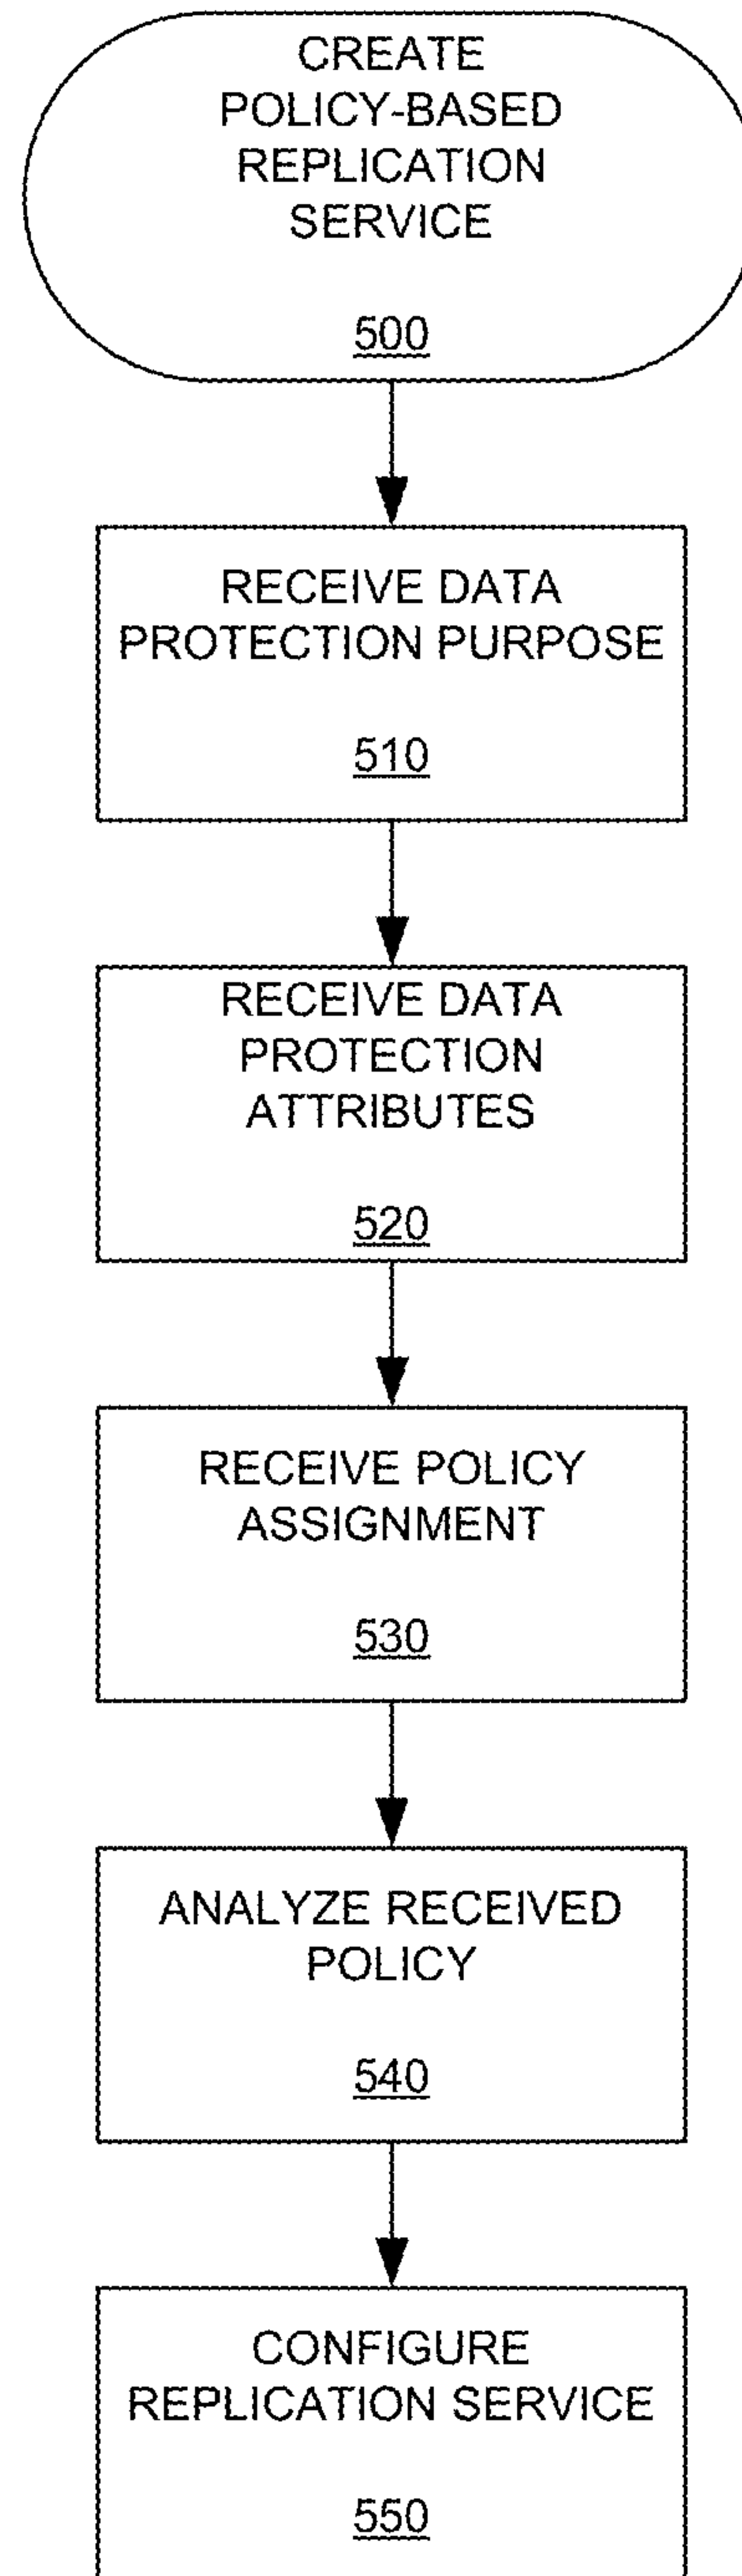 CREATE
POLICY-BASED
REPLICATION
SERVICE
500
RECEIVE DATA
PROTECTION PURPOSE
510
RECEIVE DATA
PROTECTION
ATTRIBUTES
520
RECEIVE POLICY
ASSIGNMENT
530
ANALYZE RECEIVED
POLICY
540
CONFIGURE
REPLICATION SERVICE
550